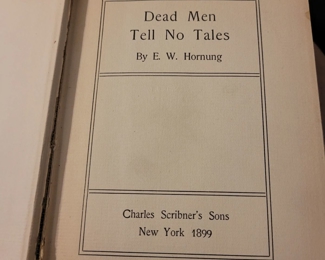 Dead Men
Tell No Tales
By E. W. Hornung
Charles Scribner's Sons
New York 1899